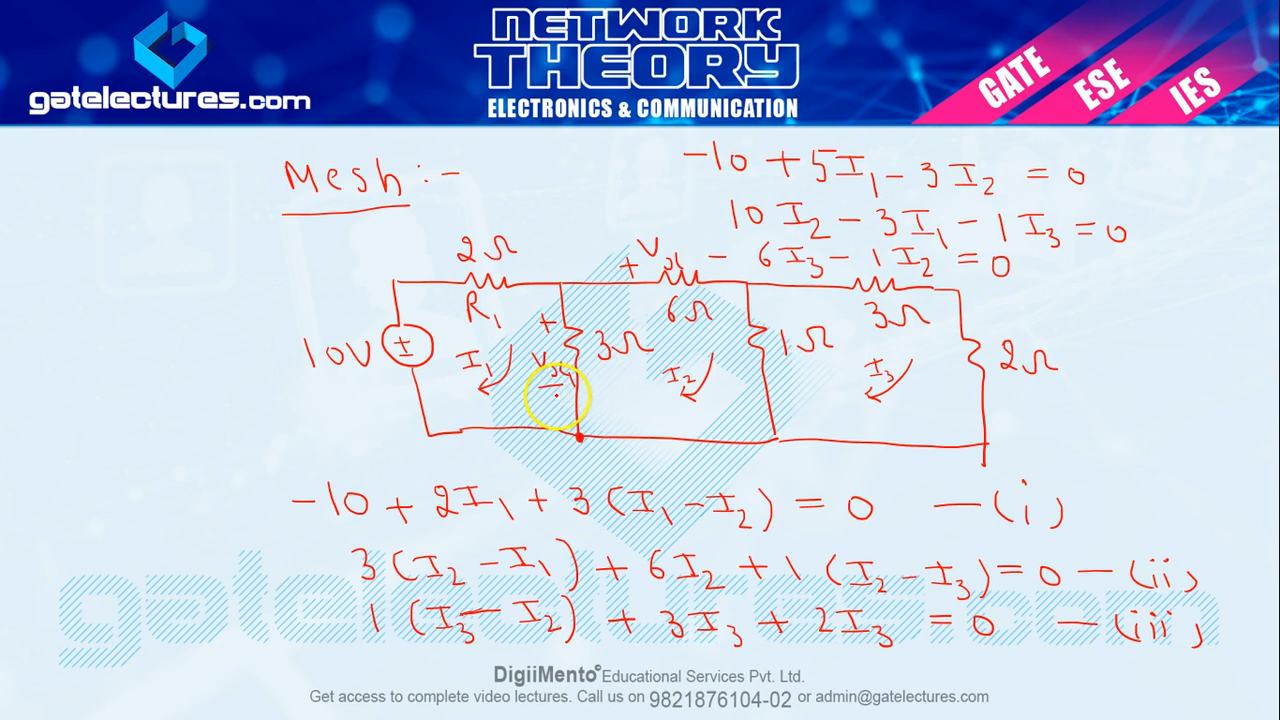 gatelectures.com
NETWORK
THEORY
ELECTRONICS & COMMUNICATION
GATE
ESE
IES
Mesh :-
-10 + 5I₁ - 3I₂ = 0
10I₂ - 3I₁ - 1I₃ = 0
6I₃ - 1I₂ = 0
2Ω
R₁
+ Vₓ -
6Ω
3Ω
10V
±
I₁
+
3Ω
I₂
1Ω
I₃
2Ω
-10 + 2I₁ + 3(I₁ - I₂) = 0 —(i)
3(I₂ - I₁) + 6I₂ + 1(I₂ - I₃) = 0 —(ii)
1(I₃ - I₂) + 3I₃ + 2I₃ = 0 —(iii)
gatelectures.com
DigiiMento© Educational Services Pvt. Ltd.
Get access to complete video lectures. Call us on 9821876104-02 or admin@gatelectures.com